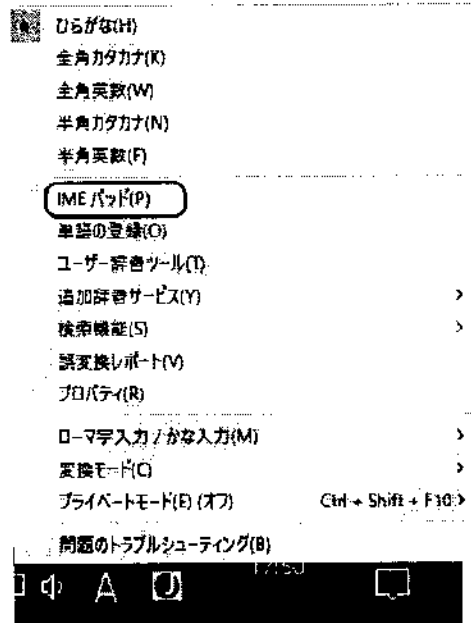 ひらがな(H)
全角カタカナ(K)
全角英数(W)
半角カタカナ(N)
半角英数(F)
IME パッド(P)
単語の登録(O)
ユーザー辞書ツール(T)
追加辞書サービス(Y)
検索機能(S)
誤変換レポート(V)
プロパティ(R)
ローマ字入力 / かな入力(M)
変換モード(C)
プライベートモード(E) (オフ) Ctrl + Shift + F10
問題のトラブルシューティング(B)
A